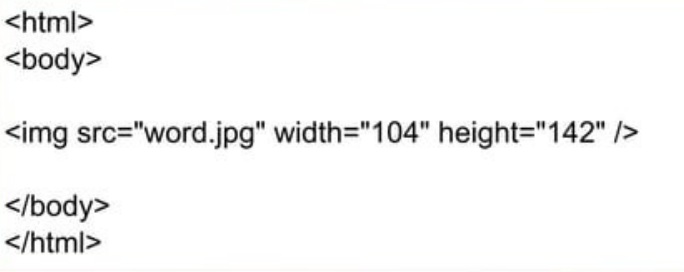 <html>
<body>
<img src="word.jpg" width="104" height="142" />
</body>
</html>